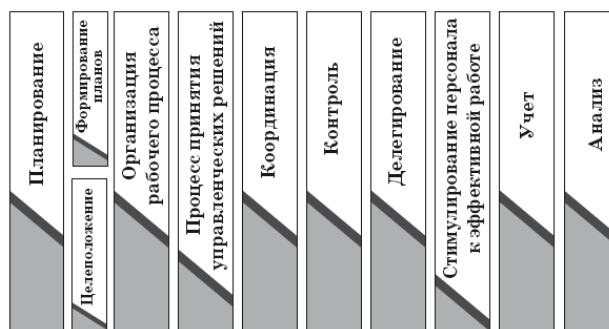 Планирование
Формирование
планов
Целеположение
Организация
рабочего процесса
Процесс принятия
управленческих решений
Координация
Контроль
Делегирование
Стимулирование персонала
к эффективной работе
Учет
Анализ